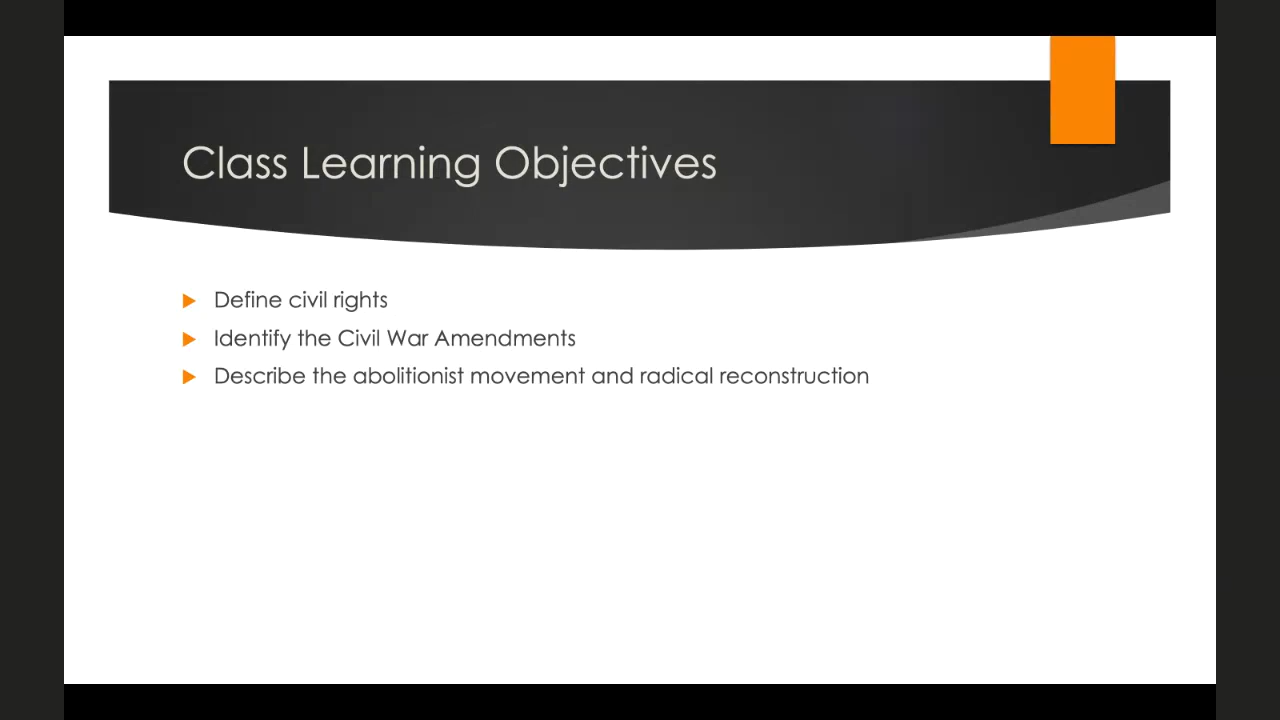 Class Learning Objectives
Define civil rights
Identify the Civil War Amendments
Describe the abolitionist movement and radical reconstruction